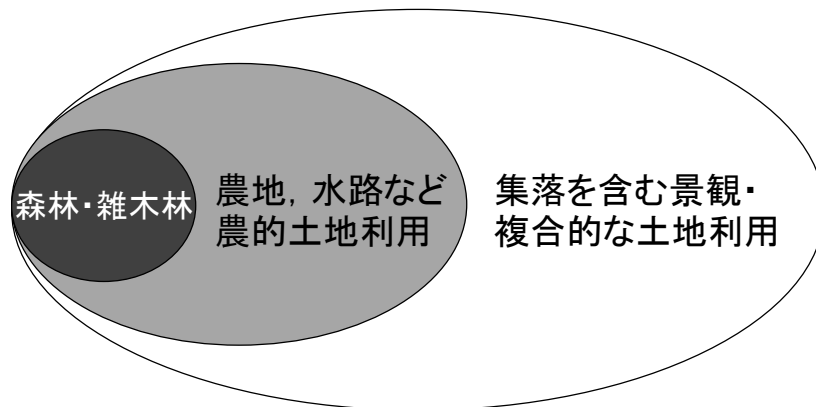 森林・雑木林
農地，水路など
農的土地利用
集落を含む景観・
複合的な土地利用